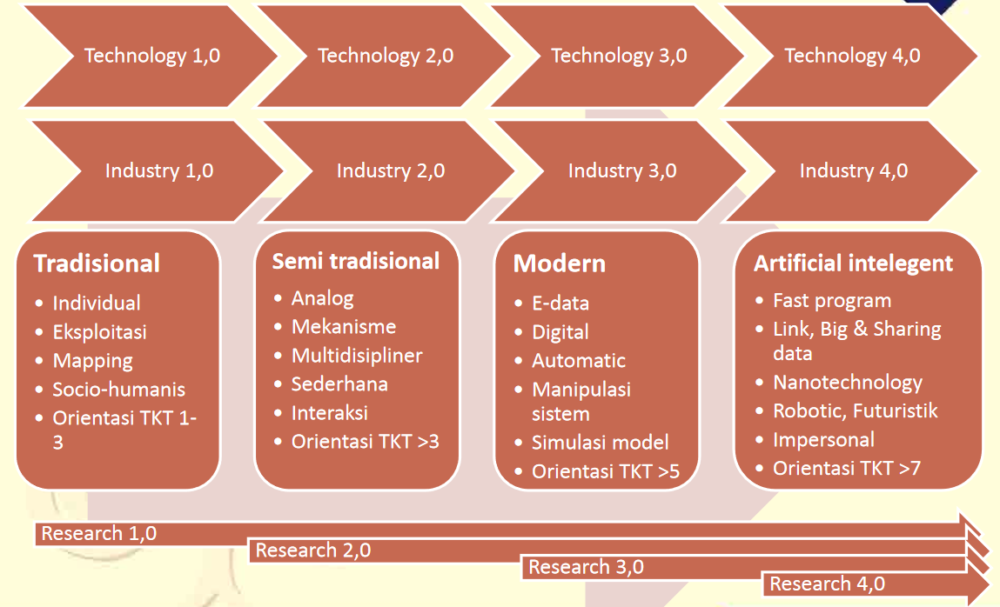 Technology 1,0
Technology 2,0
Technology 3,0
Technology 4,0
Industry 1,0
Industry 2,0
Industry 3,0
Industry 4,0
Tradisional
• Individual
• Eksploitasi
• Mapping
• Socio-humanis
• Orientasi TKT 1-
3
Semi tradisional
• Analog
• Mekanisme
• Multidisipliner
• Sederhana
• Interaksi
• Orientasi TKT >3
Modern
• E-data
• Digital
• Automatic
• Manipulasi
sistem
• Simulasi model
• Orientasi TKT >5
Artificial intelegent
• Fast program
• Link, Big & Sharing
data
• Nanotechnology
• Robotic, Futuristik
• Impersonal
• Orientasi TKT >7
Research 1,0
Research 2,0
Research 3,0
Research 4,0